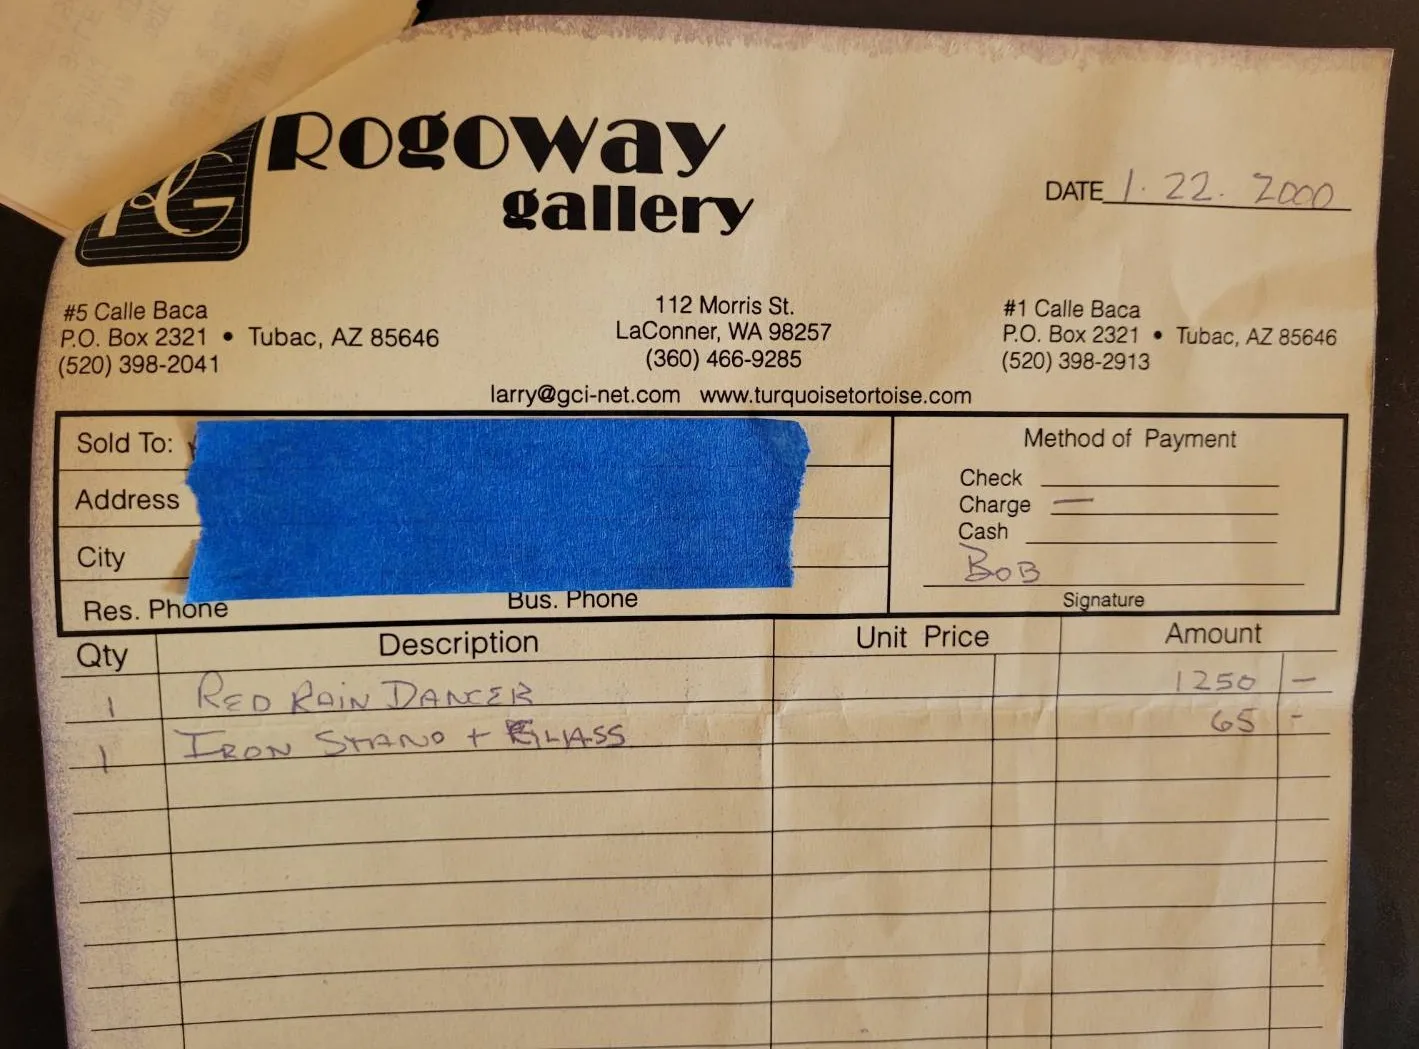 Rogoway
gallery
DATE 1. 22. 2000
#5 Calle Baca
P.O. Box 2321 • Tubac, AZ 85646
(520) 398-2041
112 Morris St.
LaConner, WA 98257
(360) 466-9285
#1 Calle Baca
P.O. Box 2321 • Tubac, AZ 85646
(520) 398-2913
larry@gci-net.com www.turquoisetortoise.com
Sold To:
Address
City
Res. Phone Bus. Phone
Method of Payment
Check
Charge —
Cash
BOB
Signature
Qty Description Unit Price Amount
1 RED RAIN DANCER 1250 –
1 IRON STAND + GLASS 65 -